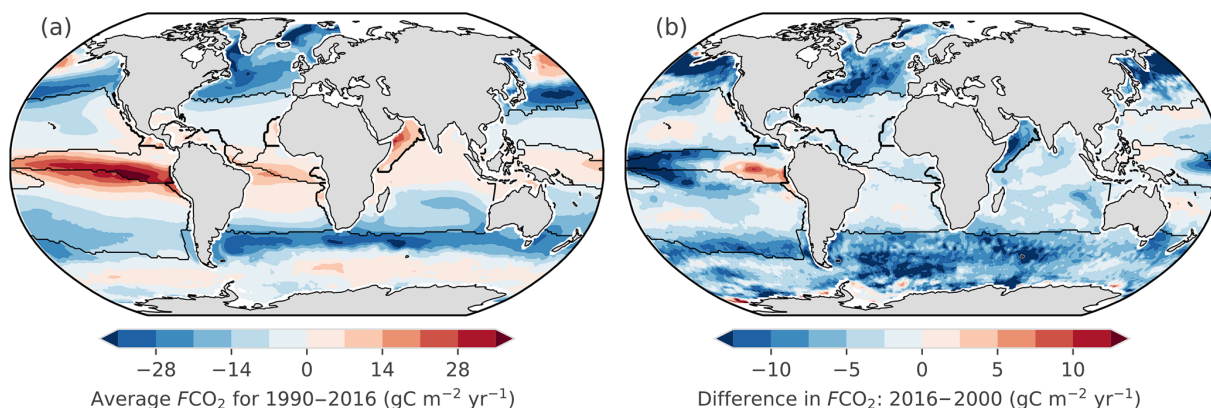 (a)
(b)
−28 −14 0 14 28
−10 −5 0 5 10
Average FCO₂ for 1990−2016 (gC m⁻² yr⁻¹)
Difference in FCO₂: 2016−2000 (gC m⁻² yr⁻¹)